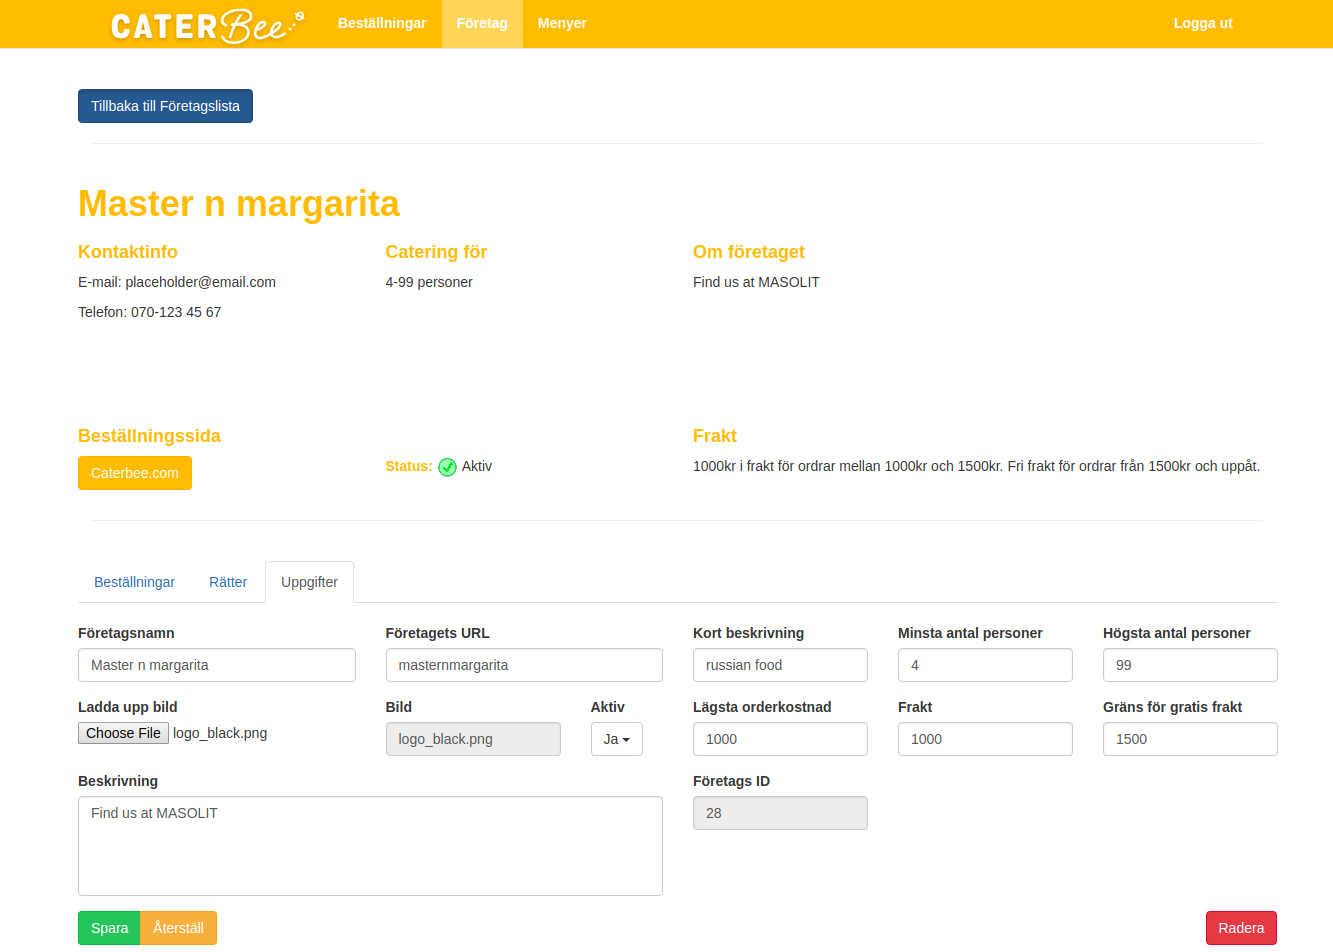 CATERBee Beställningar Företag Menyer Logga ut
Tillbaka till Företagslista
Master n margarita
Kontaktinfo Catering för Om företaget
E-mail: placeholder@email.com 4-99 personer Find us at MASOLIT
Telefon: 070-123 45 67
Beställningssida Frakt
Caterbee.com Status: Aktiv 1000kr i frakt för ordrar mellan 1000kr och 1500kr. Fri frakt för ordrar från 1500kr och uppåt.
Beställningar Rätter Uppgifter
Företagsnamn Företagets URL Kort beskrivning Minsta antal personer Högsta antal personer
Master n margarita masternmargarita russian food 4 99
Ladda upp bild Bild Aktiv Lägsta orderkostnad Frakt Gräns för gratis frakt
Choose File logo_black.png logo_black.png Ja 1000 1000 1500
Beskrivning Företags ID
Find us at MASOLIT 28
Spara Återställ Radera